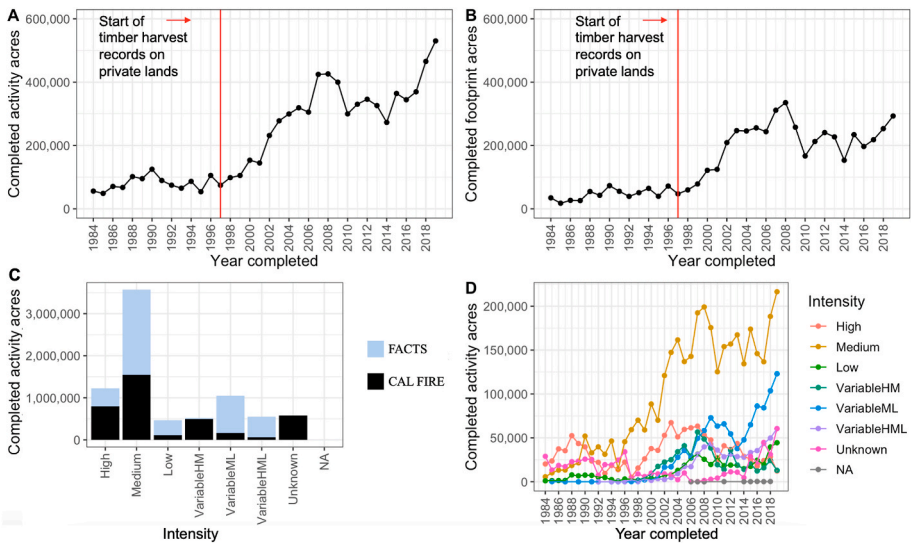 A
Start of
timber harvest
records on
private lands
Completed activity acres
600,000
400,000
200,000
0
1984
1986
1988
1990
1992
1994
1996
1998
2000
2002
2004
2006
2008
2010
2012
2014
2016
2018
Year completed
B
Start of
timber harvest
records on
private lands
Completed footprint acres
600,000
400,000
200,000
0
1984
1986
1988
1990
1992
1994
1996
1998
2000
2002
2004
2006
2008
2010
2012
2014
2016
2018
Year completed
C
Completed activity acres
3,000,000
2,000,000
1,000,000
0
High
Medium
Low
VariableHM
VariableML
VariableHML
Unknown
NA
Intensity
FACTS
CAL FIRE
D
Completed activity acres
200,000
150,000
100,000
50,000
0
1984
1986
1988
1990
1992
1994
1996
1998
2000
2002
2004
2006
2008
2010
2012
2014
2016
2018
Year completed
Intensity
High
Medium
Low
VariableHM
VariableML
VariableHML
Unknown
NA